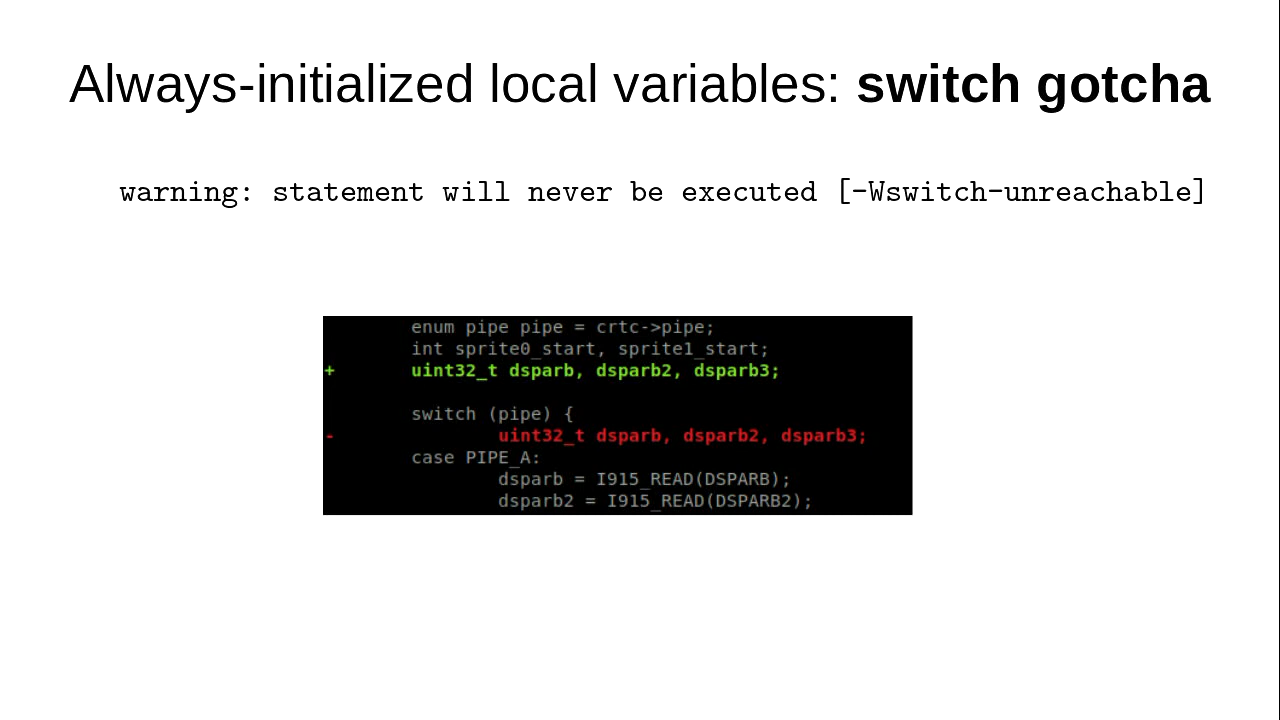 Always-initialized local variables: switch gotcha
warning: statement will never be executed [-Wswitch-unreachable]
enum pipe pipe = crtc->pipe;
int sprite0_start, sprite1_start;
+ uint32_t dsparb, dsparb2, dsparb3;
switch (pipe) {
- uint32_t dsparb, dsparb2, dsparb3;
case PIPE_A:
dsparb = I915_READ(DSPARB);
dsparb2 = I915_READ(DSPARB2);